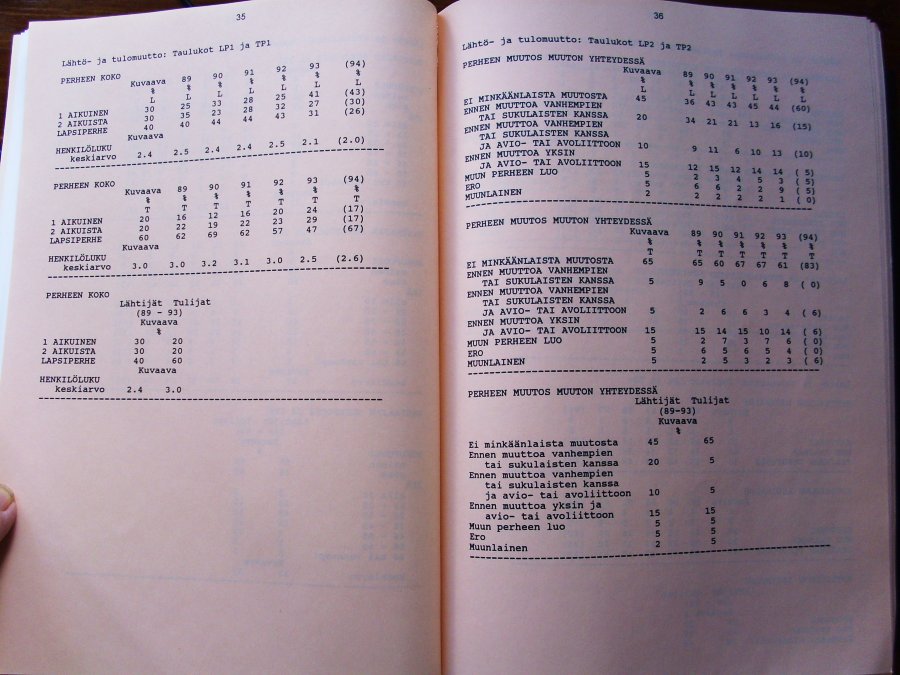 35
Lähtö- ja tulomuutto: Taulukot LP1 ja TP1
PERHEEN KOKO
Kuvaava 89 90 91 92 93 (94)
% % % % % % %
L L L L L L L
1 AIKUINEN 30 25 33 28 25 41 (43)
2 AIKUISTA 30 35 23 28 32 27 (30)
LAPSIPERHE 40 40 44 44 43 31 (26)
Kuvaava
HENKILÖLUKU
keskiarvo 2.4 2.5 2.4 2.4 2.5 2.1 (2.0)
PERHEEN KOKO
Kuvaava 89 90 91 92 93 (94)
% % % % % % %
T T T T T T T
1 AIKUINEN 20 16 12 16 20 24 (17)
2 AIKUISTA 20 22 19 22 23 29 (17)
LAPSIPERHE 60 62 69 62 57 47 (67)
Kuvaava
HENKILÖLUKU
keskiarvo 3.0 3.0 3.2 3.1 3.0 2.5 (2.6)
PERHEEN KOKO
Lähtijät Tulijat
(89 - 93)
Kuvaava
%
1 AIKUINEN 30 20
2 AIKUISTA 30 20
LAPSIPERHE 40 60
Kuvaava
HENKILÖLUKU
keskiarvo 2.4 3.0
36
Lähtö- ja tulomuutto: Taulukot LP2 ja TP2
PERHEEN MUUTOS MUUTON YHTEYDESSÄ
Kuvaava 89 90 91 92 93 (94)
% % % % % % %
L L L L L L L
EI MINKÄÄNLAISTA MUUTOSTA 45 36 43 43 45 44 (60)
ENNEN MUUTTOA VANHEMPIEN
TAI SUKULAISTEN KANSSA 20 34 21 21 13 16 (15)
ENNEN MUUTTOA VANHEMPIEN
TAI SUKULAISTEN KANSSA
JA AVIO- TAI AVOLIITTOON 10 9 11 6 10 13 (10)
ENNEN MUUTTOA YKSIN
JA AVIO- TAI AVOLIITTOON 15 12 15 12 14 14 ( 5)
MUUN PERHEEN LUO 5 2 3 4 5 3 ( 5)
ERO 5 6 6 2 2 9 ( 5)
MUUNLAINEN 2 2 2 2 2 1 ( 0)
PERHEEN MUUTOS MUUTON YHTEYDESSÄ
Kuvaava 89 90 91 92 93 (94)
% % % % % % %
T T T T T T T
EI MINKÄÄNLAISTA MUUTOSTA 65 65 60 67 67 61 (83)
ENNEN MUUTTOA VANHEMPIEN
TAI SUKULAISTEN KANSSA 5 9 5 0 6 8 ( 0)
ENNEN MUUTTOA VANHEMPIEN
TAI SUKULAISTEN KANSSA
JA AVIO- TAI AVOLIITTOON 5 2 6 6 3 4 ( 6)
ENNEN MUUTTOA YKSIN
JA AVIO- TAI AVOLIITTOON 15 15 14 15 10 14 ( 6)
MUUN PERHEEN LUO 5 2 7 3 7 6 ( 0)
ERO 5 6 5 6 5 4 ( 0)
MUUNLAINEN 5 2 5 3 2 3 ( 6)
PERHEEN MUUTOS MUUTON YHTEYDESSÄ
Lähtijät Tulijat
(89-93)
Kuvaava
%
Ei minkäänlaista muutosta 45 65
Ennen muuttoa vanhempien
tai sukulaisten kanssa 20 5
Ennen muuttoa vanhempien
tai sukulaisten kanssa
ja avio- tai avoliittoon 10 5
Ennen muuttoa yksin ja
avio- tai avoliittoon 15 15
Muun perheen luo 5 5
Ero 5 5
Muunlainen 2 5